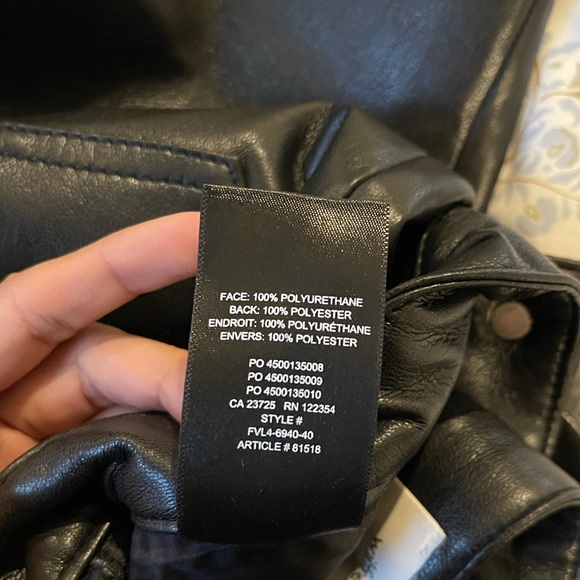 FACE: 100% POLYURETHANE
BACK: 100% POLYESTER
ENDROIT: 100% POLYURÉTHANE
ENVERS: 100% POLYESTER
PO 4500135008
PO 4500135009
PO 4500135010
CA 23725 RN 122354
STYLE #
FVL4-6940-40
ARTICLE # 81518